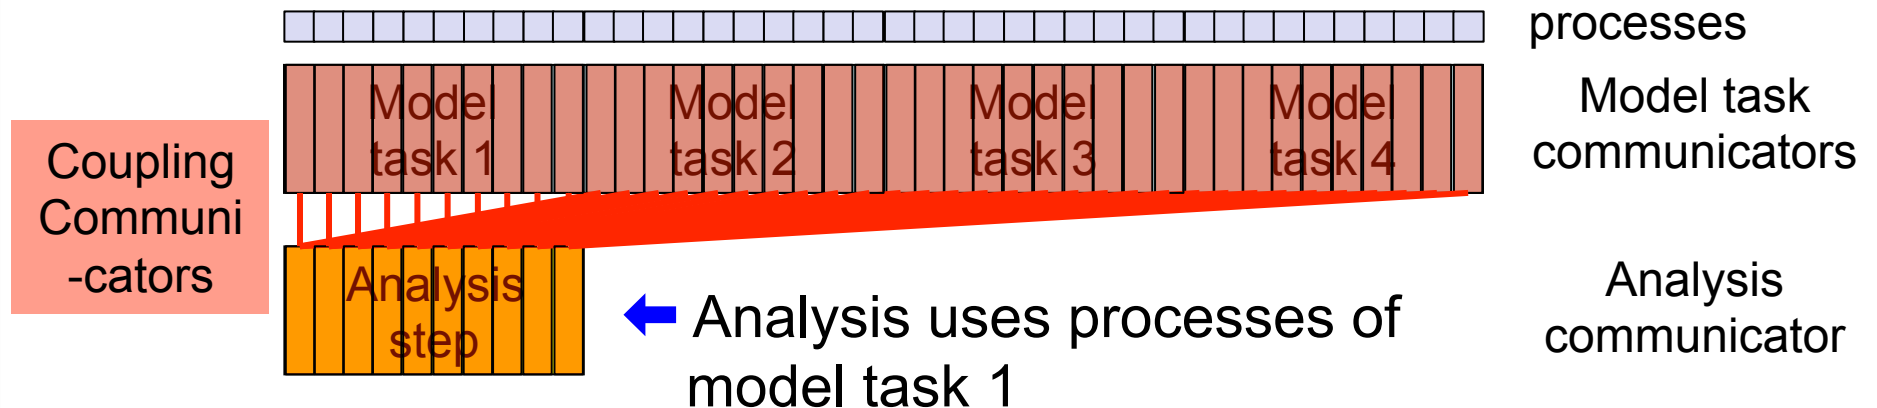 processes
Model
task 1
Model
task 2
Model
task 3
Model
task 4
Model task
communicators
Coupling
Communi
-cators
Analysis
step
Analysis uses processes of
model task 1
Analysis
communicator